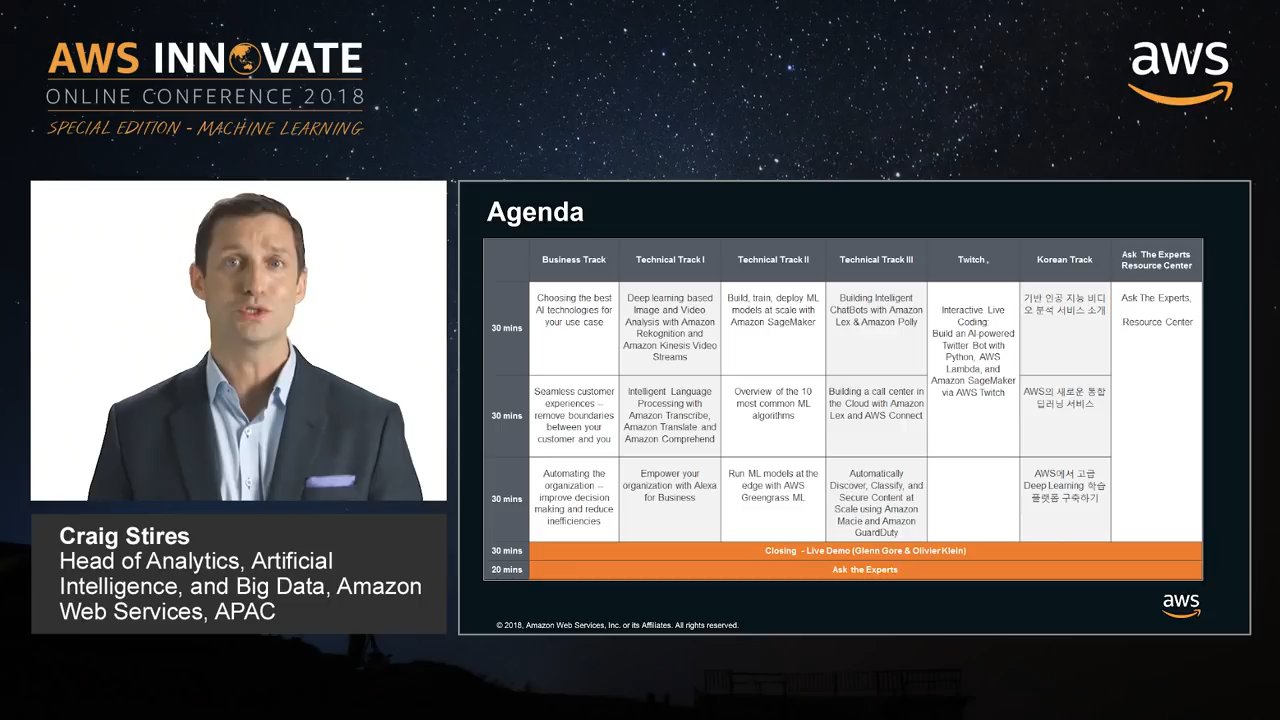 AWS INNOVATE
ONLINE CONFERENCE 2018
SPECIAL EDITION - MACHINE LEARNING
aws
Craig Stires
Head of Analytics, Artificial
Intelligence, and Big Data, Amazon
Web Services, APAC
Agenda
Business Track
Technical Track I
Technical Track II
Technical Track III
Twitch ,
Korean Track
Ask The Experts
Resource Center
30 mins
Choosing the best
AI technologies for
your use case
Deep learning based
Image and Video
Analysis with Amazon
Rekognition and
Amazon Kinesis Video
Streams
Build, train, deploy ML
models at scale with
Amazon SageMaker
Building Intelligent
ChatBots with Amazon
Lex & Amazon Polly
Interactive Live
Coding:
Build an AI-powered
Twitter Bot with
Python, AWS
Lambda, and
Amazon SageMaker
via AWS Twitch
기반 인공 지능 비디
오 분석 서비스 소개
Ask The Experts,
Resource Center
30 mins
Seamless customer
experiences –
remove boundaries
between your
customer and you
Intelligent Language
Processing with
Amazon Transcribe,
Amazon Translate and
Amazon Comprehend
Overview of the 10
most common ML
algorithms
Building a call center in
the Cloud with Amazon
Lex and AWS Connect
AWS의 새로운 통합
딥러닝 서비스
30 mins
Automating the
organization –
improve decision
making and reduce
inefficiencies
Empower your
organization with Alexa
for Business
Run ML models at the
edge with AWS
Greengrass ML
Automatically
Discover, Classify, and
Secure Content at
Scale using Amazon
Macie and Amazon
GuardDuty
AWS에서 고급
Deep Learning 학습
플랫폼 구축하기
30 mins
Closing - Live Demo (Glenn Gore & Olivier Klein)
20 mins
Ask the Experts
aws
© 2018, Amazon Web Services, Inc. or its Affiliates. All rights reserved.